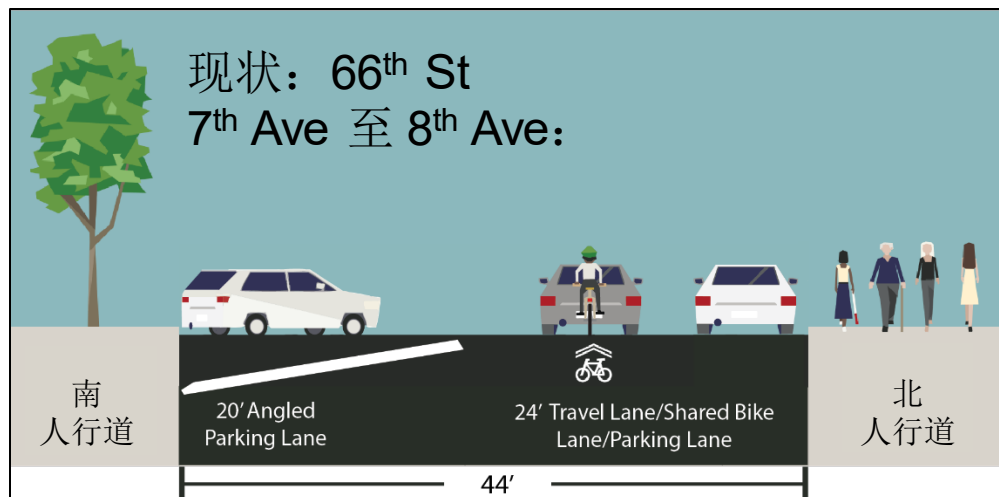 现状：66th St
7th Ave 至 8th Ave：
南
人行道
20' Angled
Parking Lane
24' Travel Lane/Shared Bike
Lane/Parking Lane
北
人行道
44'